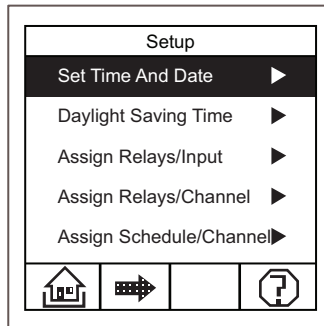 Setup
Set Time And Date
Daylight Saving Time
Assign Relays/Input
Assign Relays/Channel
Assign Schedule/Channel
?